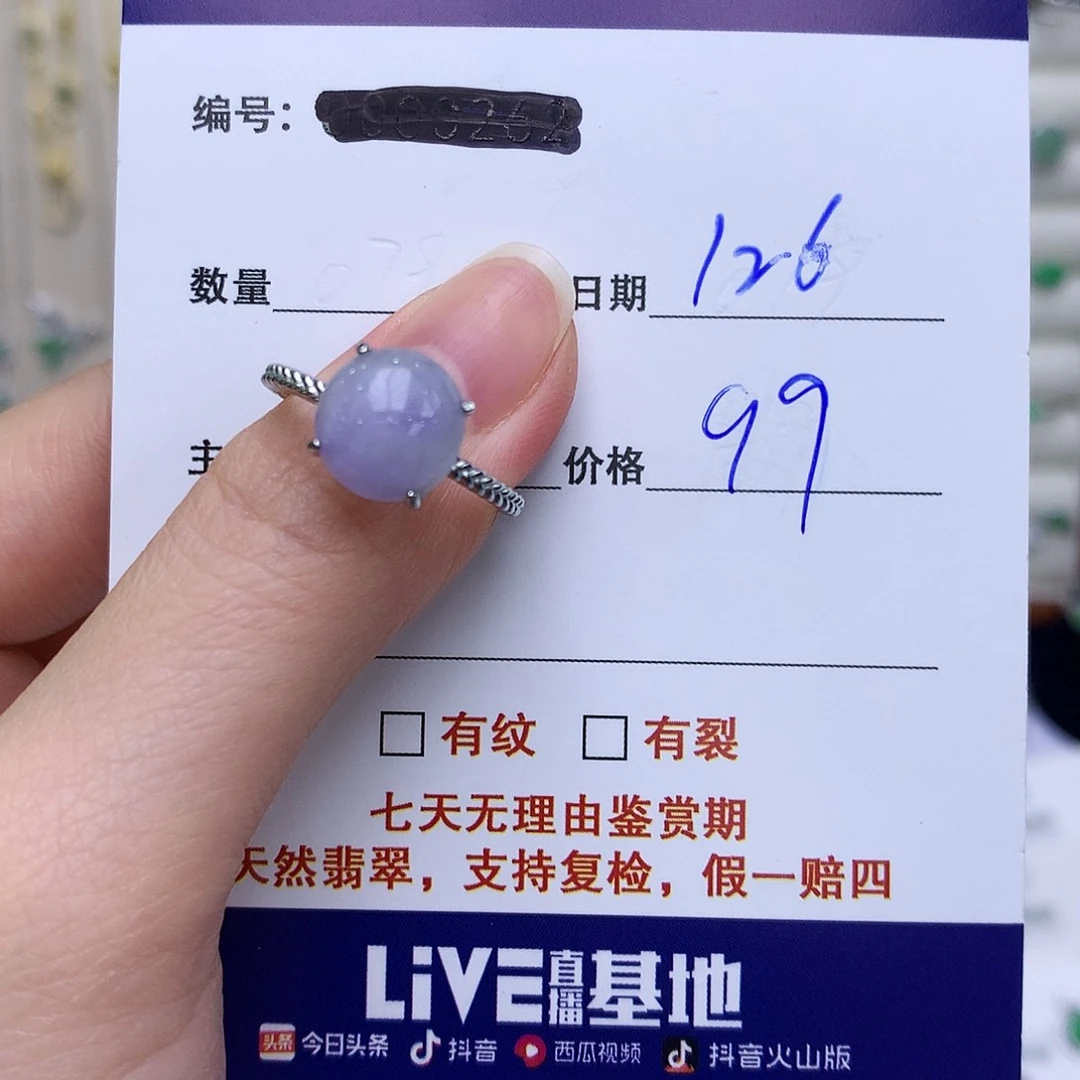 编号:
数量 日期 126
主 价格 99
□ 有纹 □ 有裂
七天无理由鉴赏期
天然翡翠，支持复检，假一赔四
LiVE直播基地
头条 今日头条 抖音 西瓜视频 抖音火山版